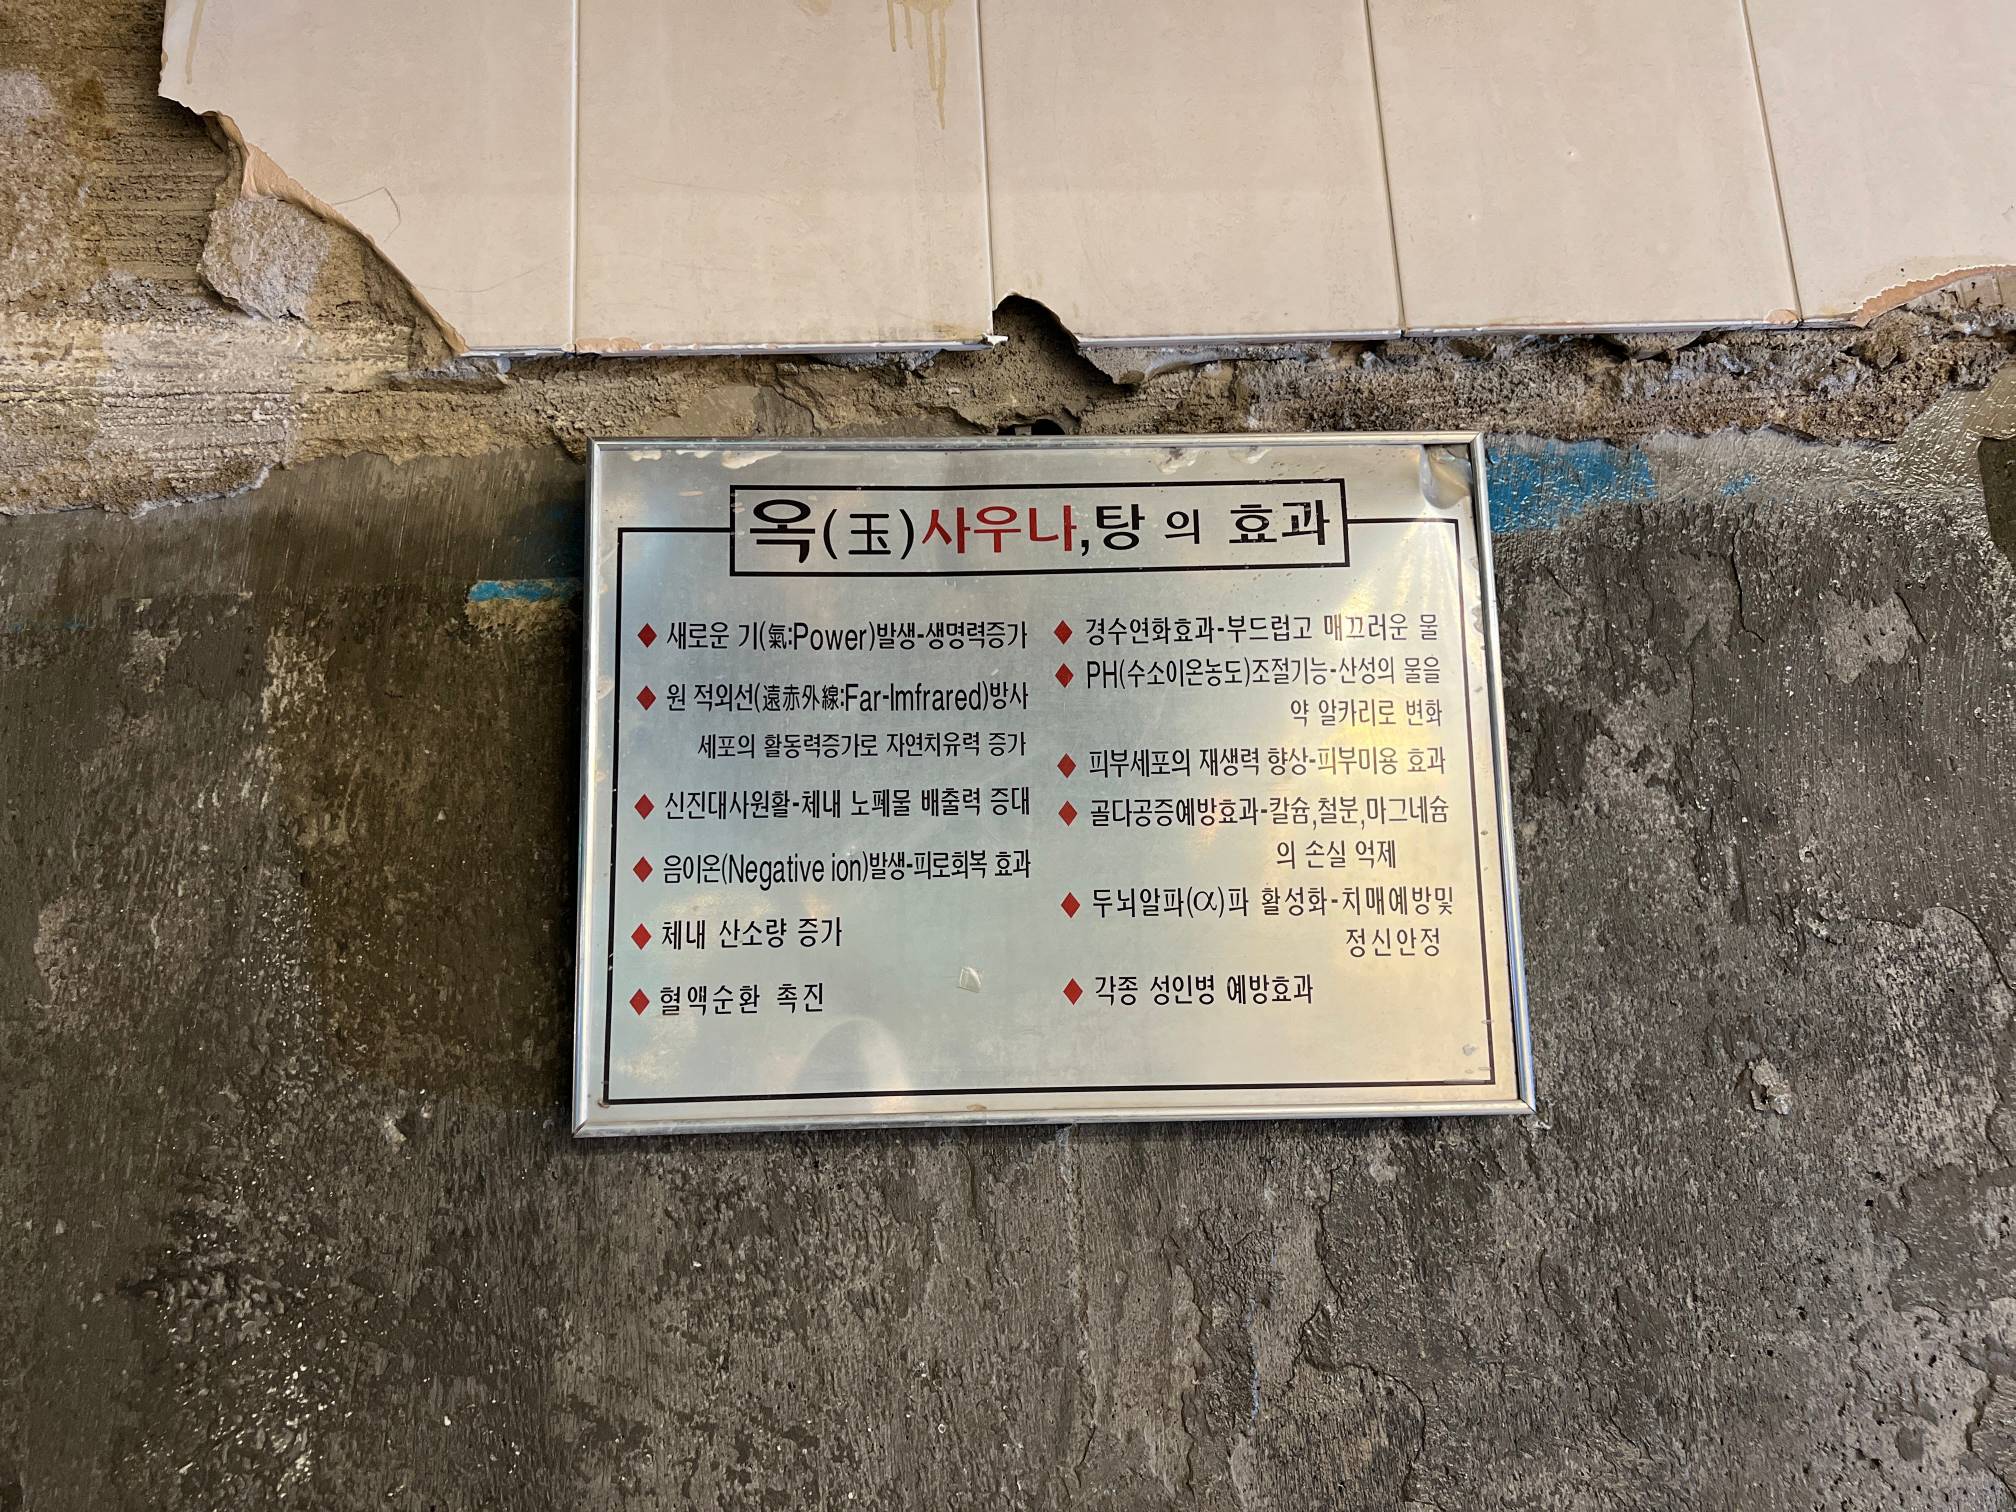 옥(玉)사우나,탕 의 효과
◆ 새로운 기(氣:Power)발생-생명력증가
◆ 원 적외선(遠赤外線:Far-Imfrared)방사
세포의 활동력증가로 자연치유력 증가
◆ 신진대사원활-체내 노폐물 배출력 증대
◆ 음이온(Negative ion)발생-피로회복 효과
◆ 체내 산소량 증가
◆ 혈액순환 촉진
◆ 경수연화효과-부드럽고 매끄러운 물
◆ PH(수소이온농도)조절기능-산성의 물을
약 알카리로 변화
◆ 피부세포의 재생력 향상-피부미용 효과
◆ 골다공증예방효과-칼슘,철분,마그네슘
의 손실 억제
◆ 두뇌알파(α)파 활성화-치매예방및
정신안정
◆ 각종 성인병 예방효과